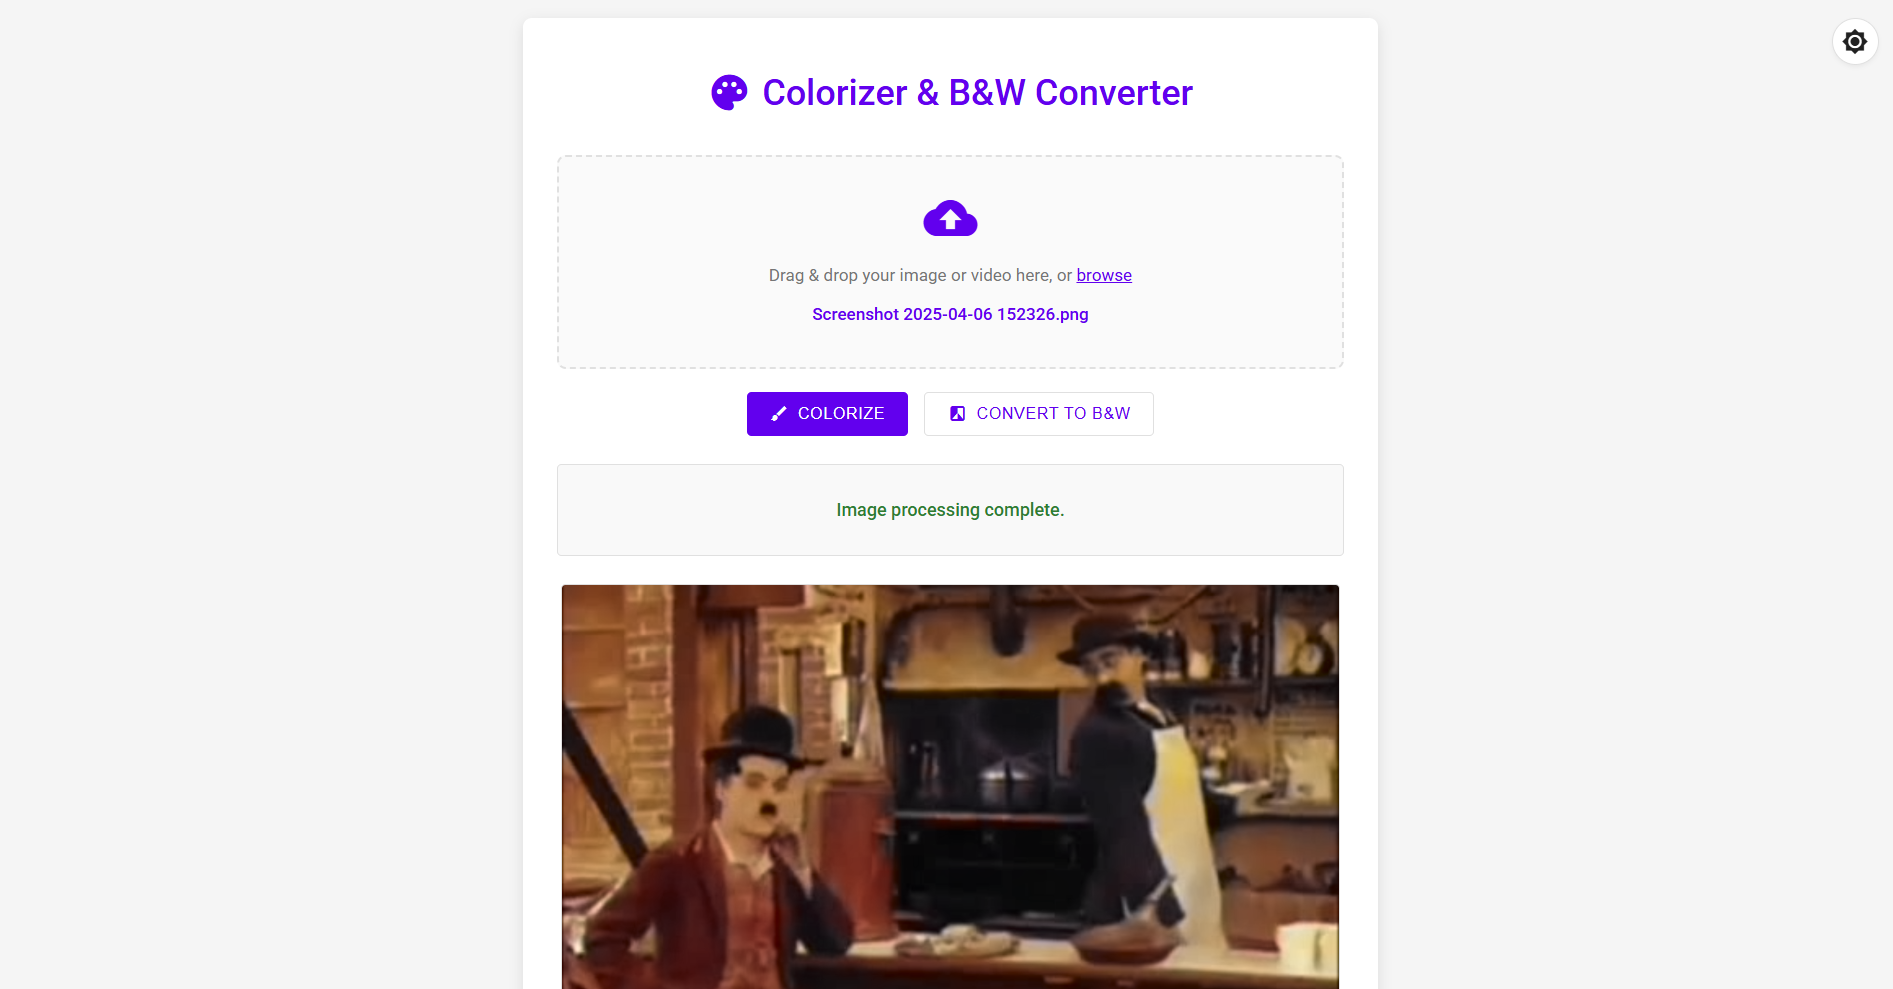 Colorizer & B&W Converter
Drag & drop your image or video here, or browse
Screenshot 2025-04-06 152326.png
COLORIZE
CONVERT TO B&W
Image processing complete.